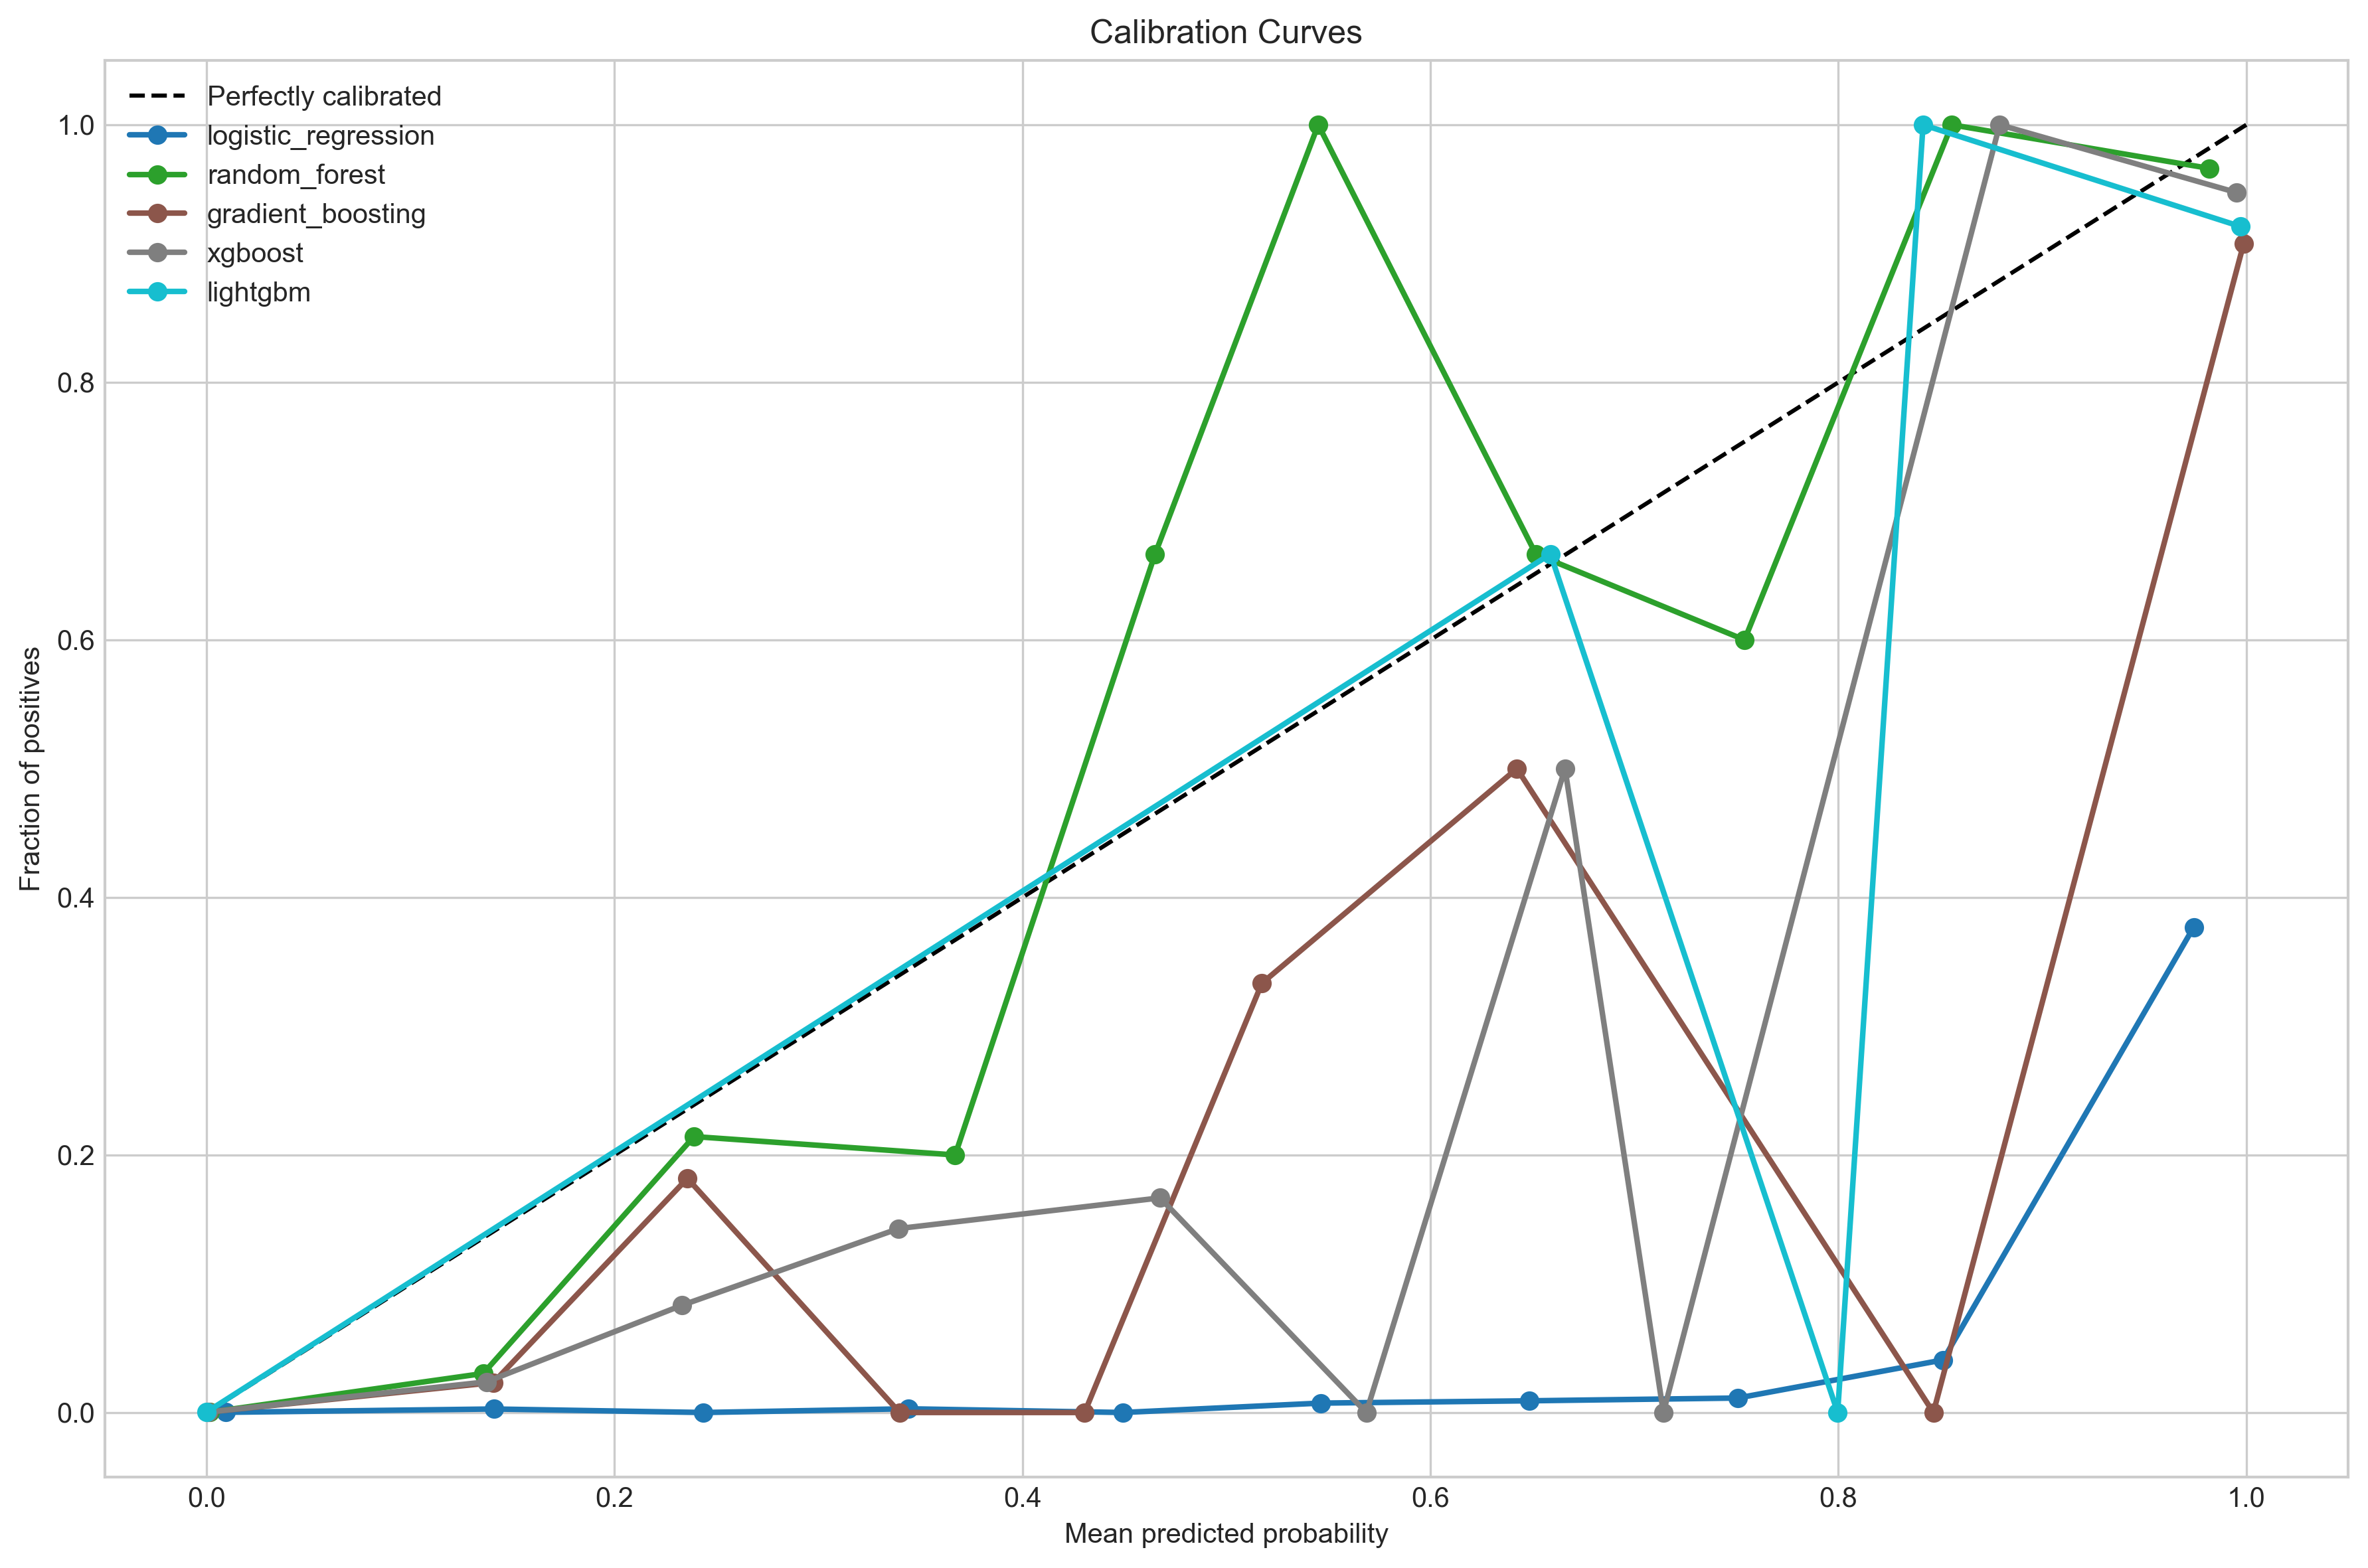 Calibration Curves
Perfectly calibrated
logistic_regression
random_forest
gradient_boosting
xgboost
lightgbm
Fraction of positives
1.0
0.8
0.6
0.4
0.2
0.0
0.0 0.2 0.4 0.6 0.8 1.0
Mean predicted probability